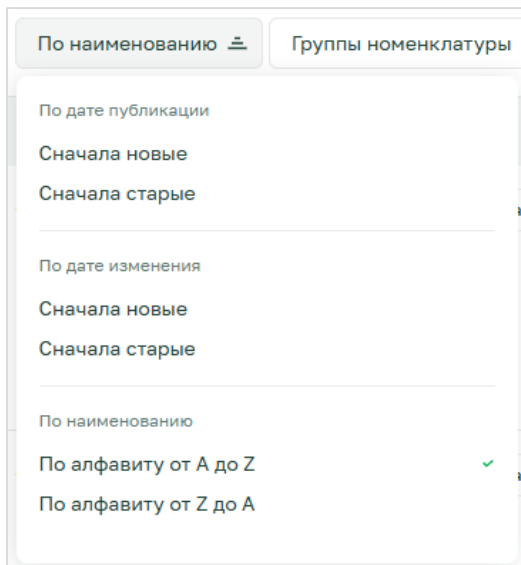 По наименованию
Группы номенклатуры
По дате публикации
Сначала новые
Сначала старые
По дате изменения
Сначала новые
Сначала старые
По наименованию
По алфавиту от A до Z
По алфавиту от Z до A